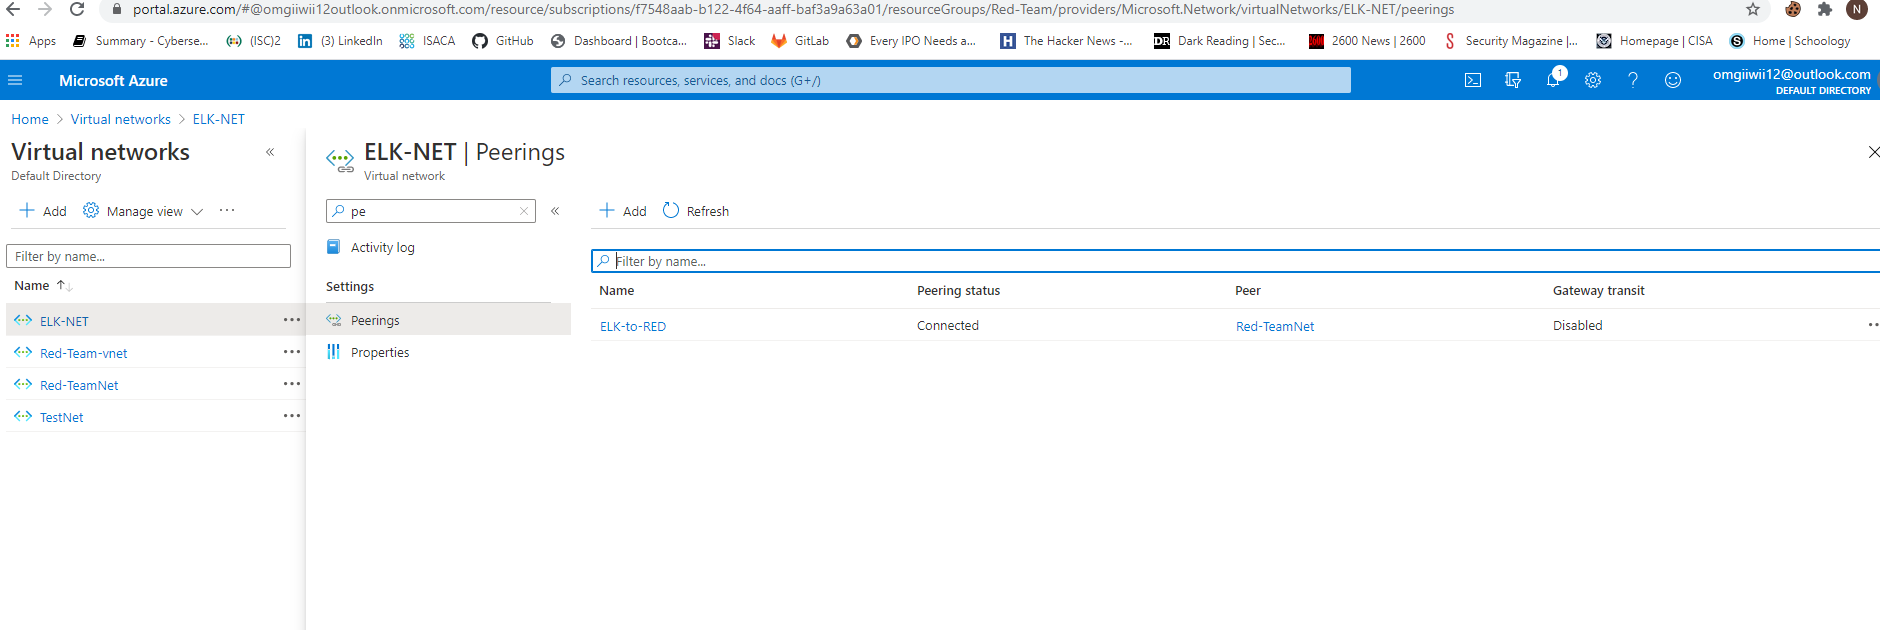 portal.azure.com/#@omgiiwii12outlook.onmicrosoft.com/resource/subscriptions/f7548aab-b122-4f64-aaff-baf3a9a63a01/resourceGroups/Red-Team/providers/Microsoft.Network/virtualNetworks/ELK-NET/peerings
N
Apps Summary - Cyberse... (ISC)2 (3) LinkedIn ISACA GitHub Dashboard | Bootca... Slack GitLab Every IPO Needs a... H The Hacker News -... DR Dark Reading | Sec... 2600 News | 2600 Security Magazine |... Homepage | CISA S Home | Schoology
Microsoft Azure
Search resources, services, and docs (G+/)
1
omgiiwii12@outlook.com
DEFAULT DIRECTORY
Home > Virtual networks > ELK-NET
Virtual networks «
Default Directory
+ Add Manage view ...
Filter by name...
Name ↑↓
ELK-NET ...
Red-Team-vnet ...
Red-TeamNet ...
TestNet ...
ELK-NET | Peerings
Virtual network
pe «
Activity log
Settings
Peerings
Properties
+ Add Refresh
Filter by name...
Name Peering status Peer Gateway transit
ELK-to-RED Connected Red-TeamNet Disabled